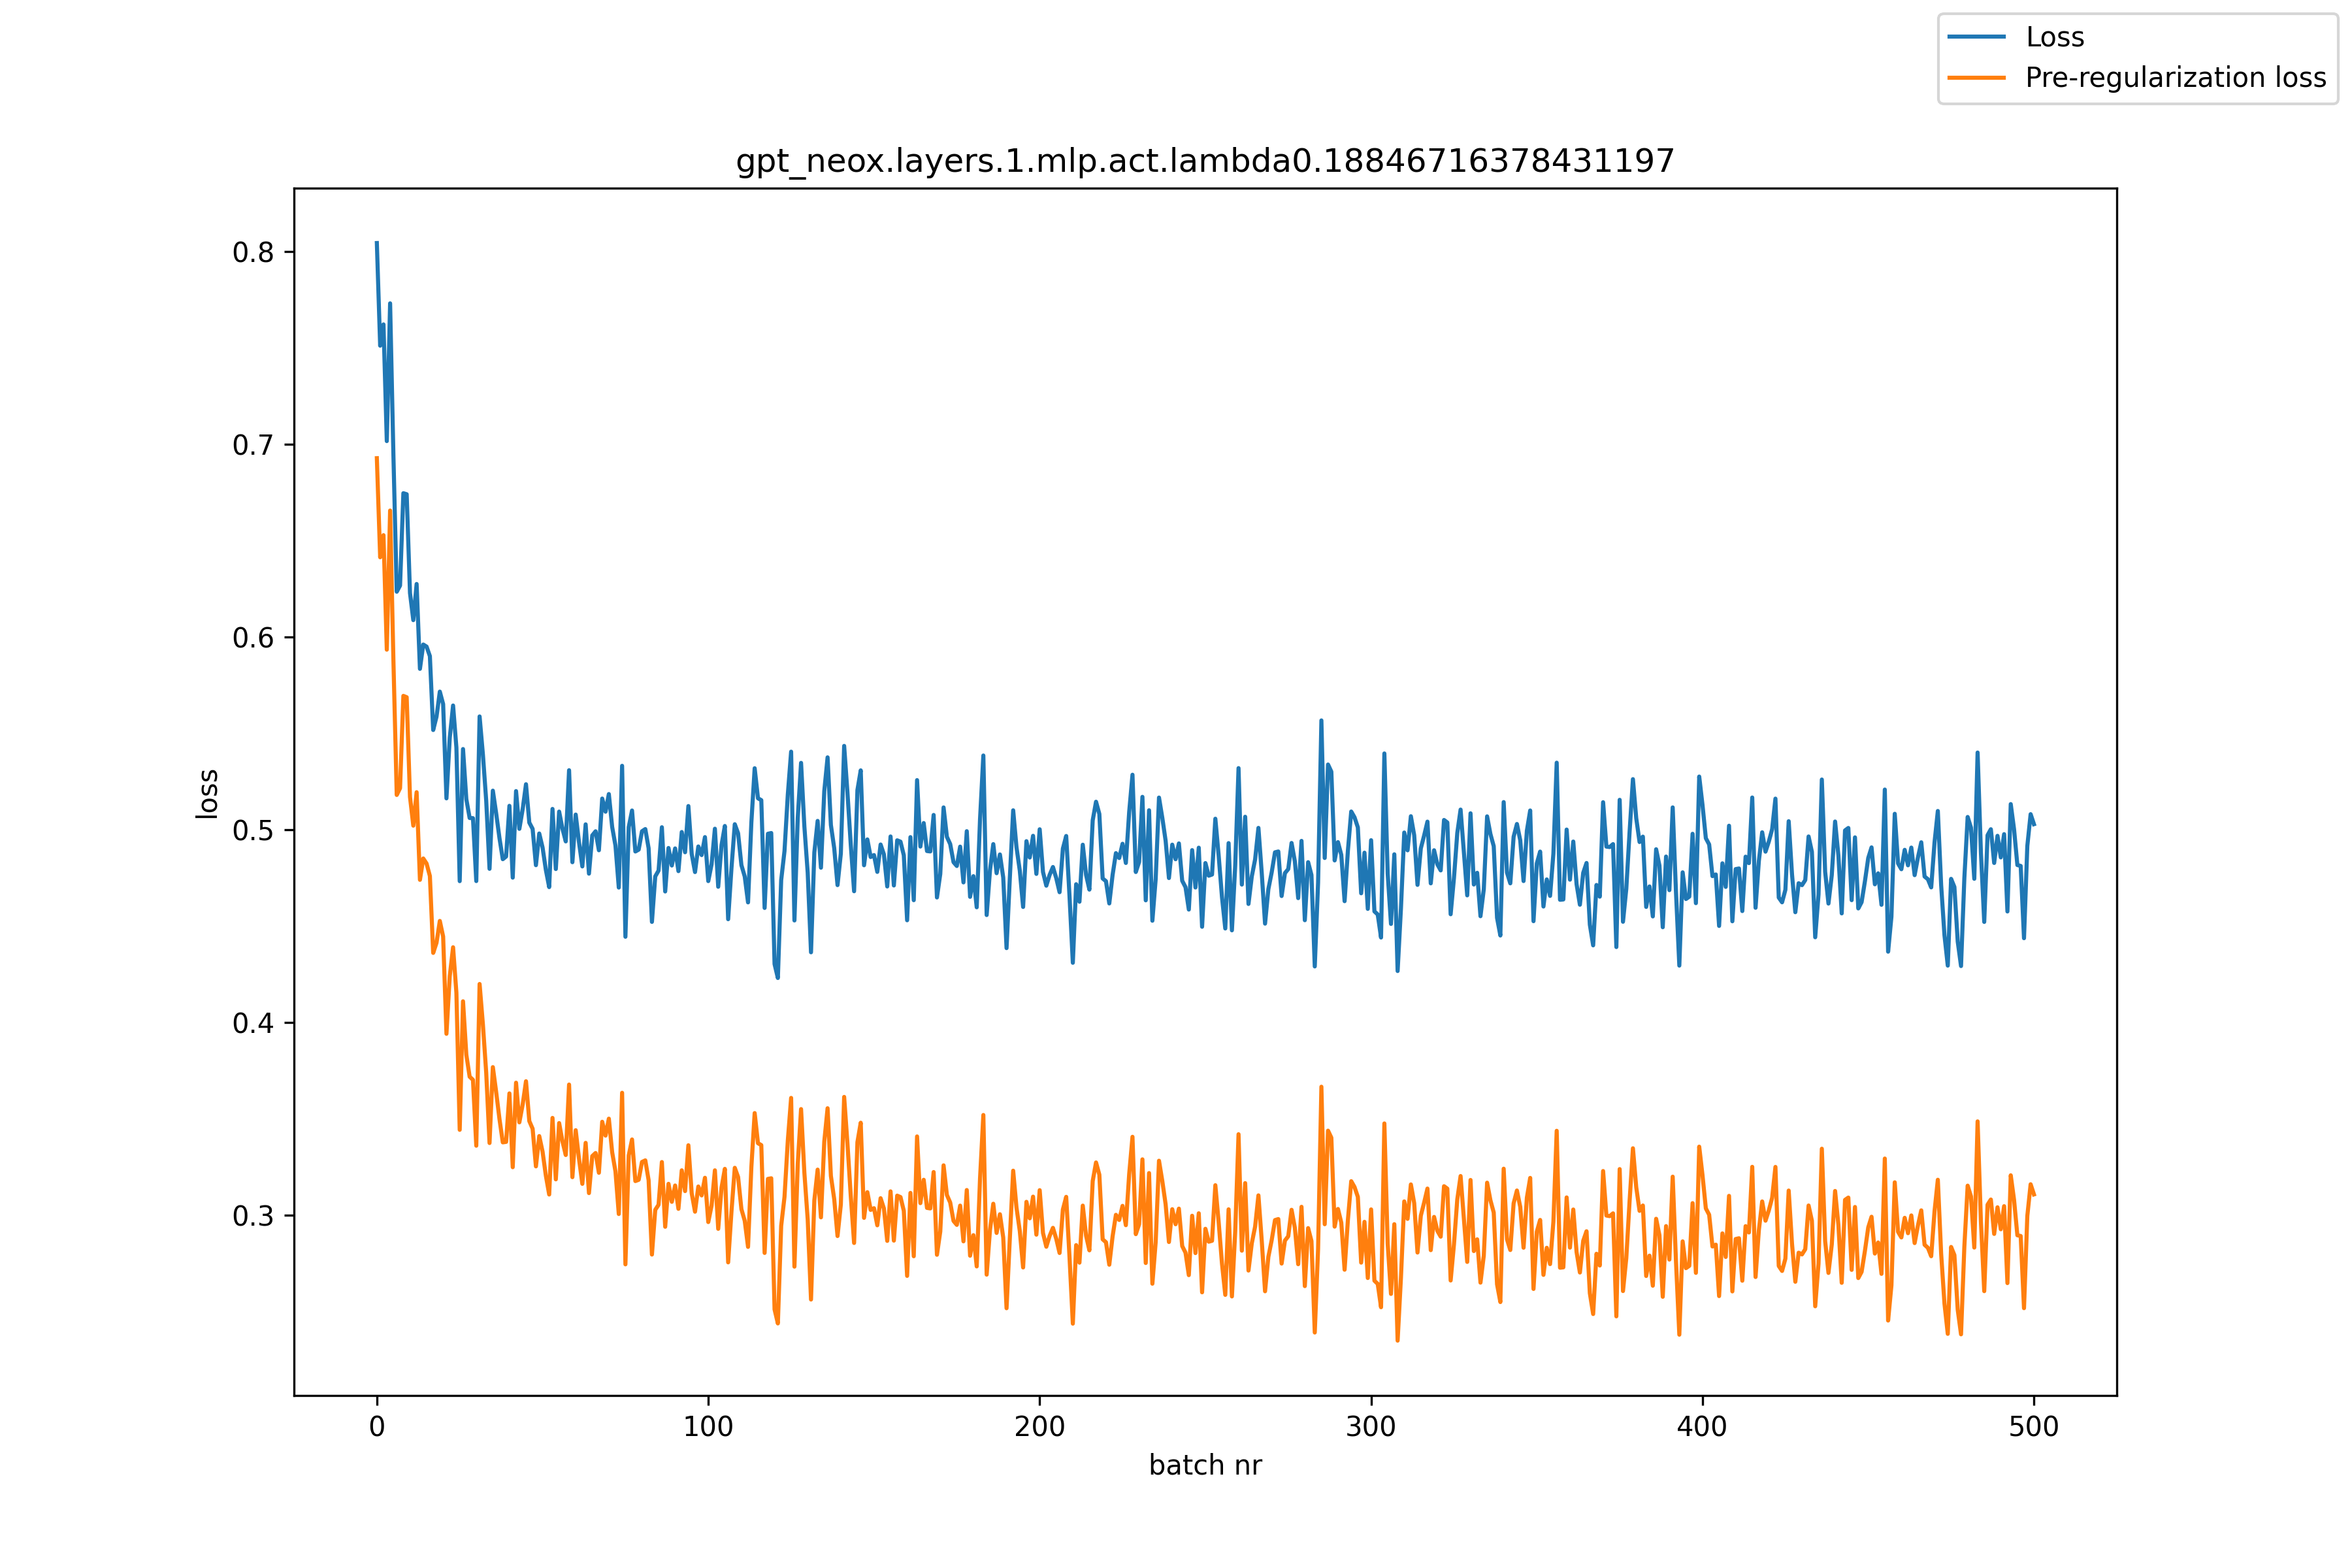 Loss
Pre-regularization loss
gpt_neox.layers.1.mlp.act.lambda0.18846716378431197
0.8
0.7
0.6
0.5
0.4
0.3
loss
0 100 200 300 400 500
batch nr